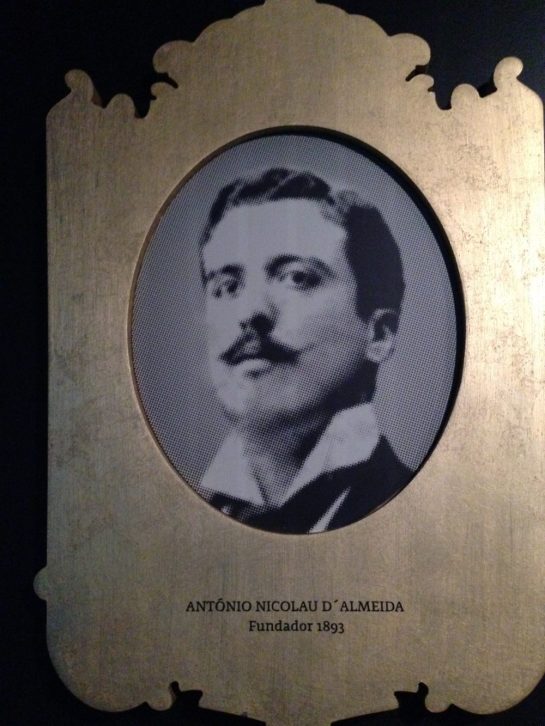 ANTÓNIO NICOLAU D´ALMEIDA
Fundador 1893